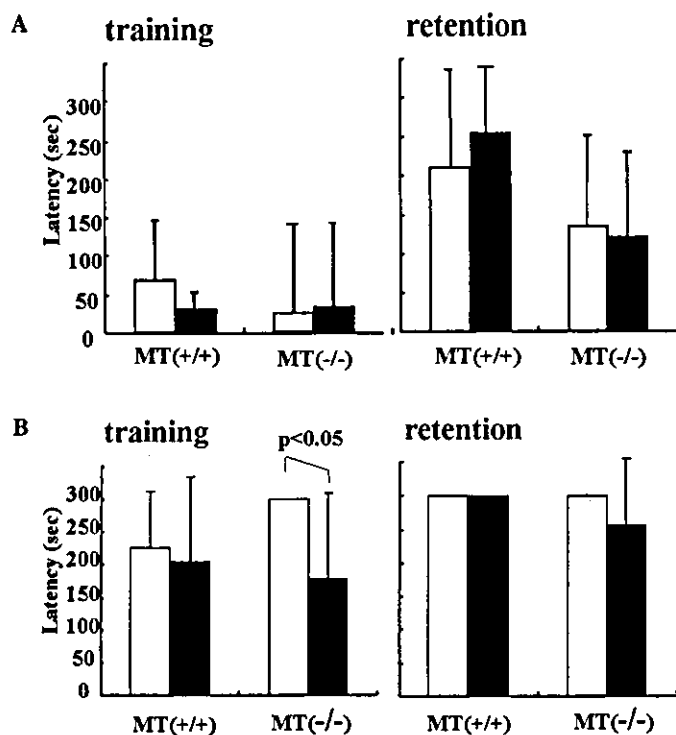 A
training
retention
Latency (sec)
300
250
200
150
100
50
0
MT(+/+)
MT(-/-)
MT(+/+)
MT(-/-)
B
training
p<0.05
retention
Latency (sec)
300
250
200
150
100
50
0
MT(+/+)
MT(-/-)
MT(+/+)
MT(-/-)